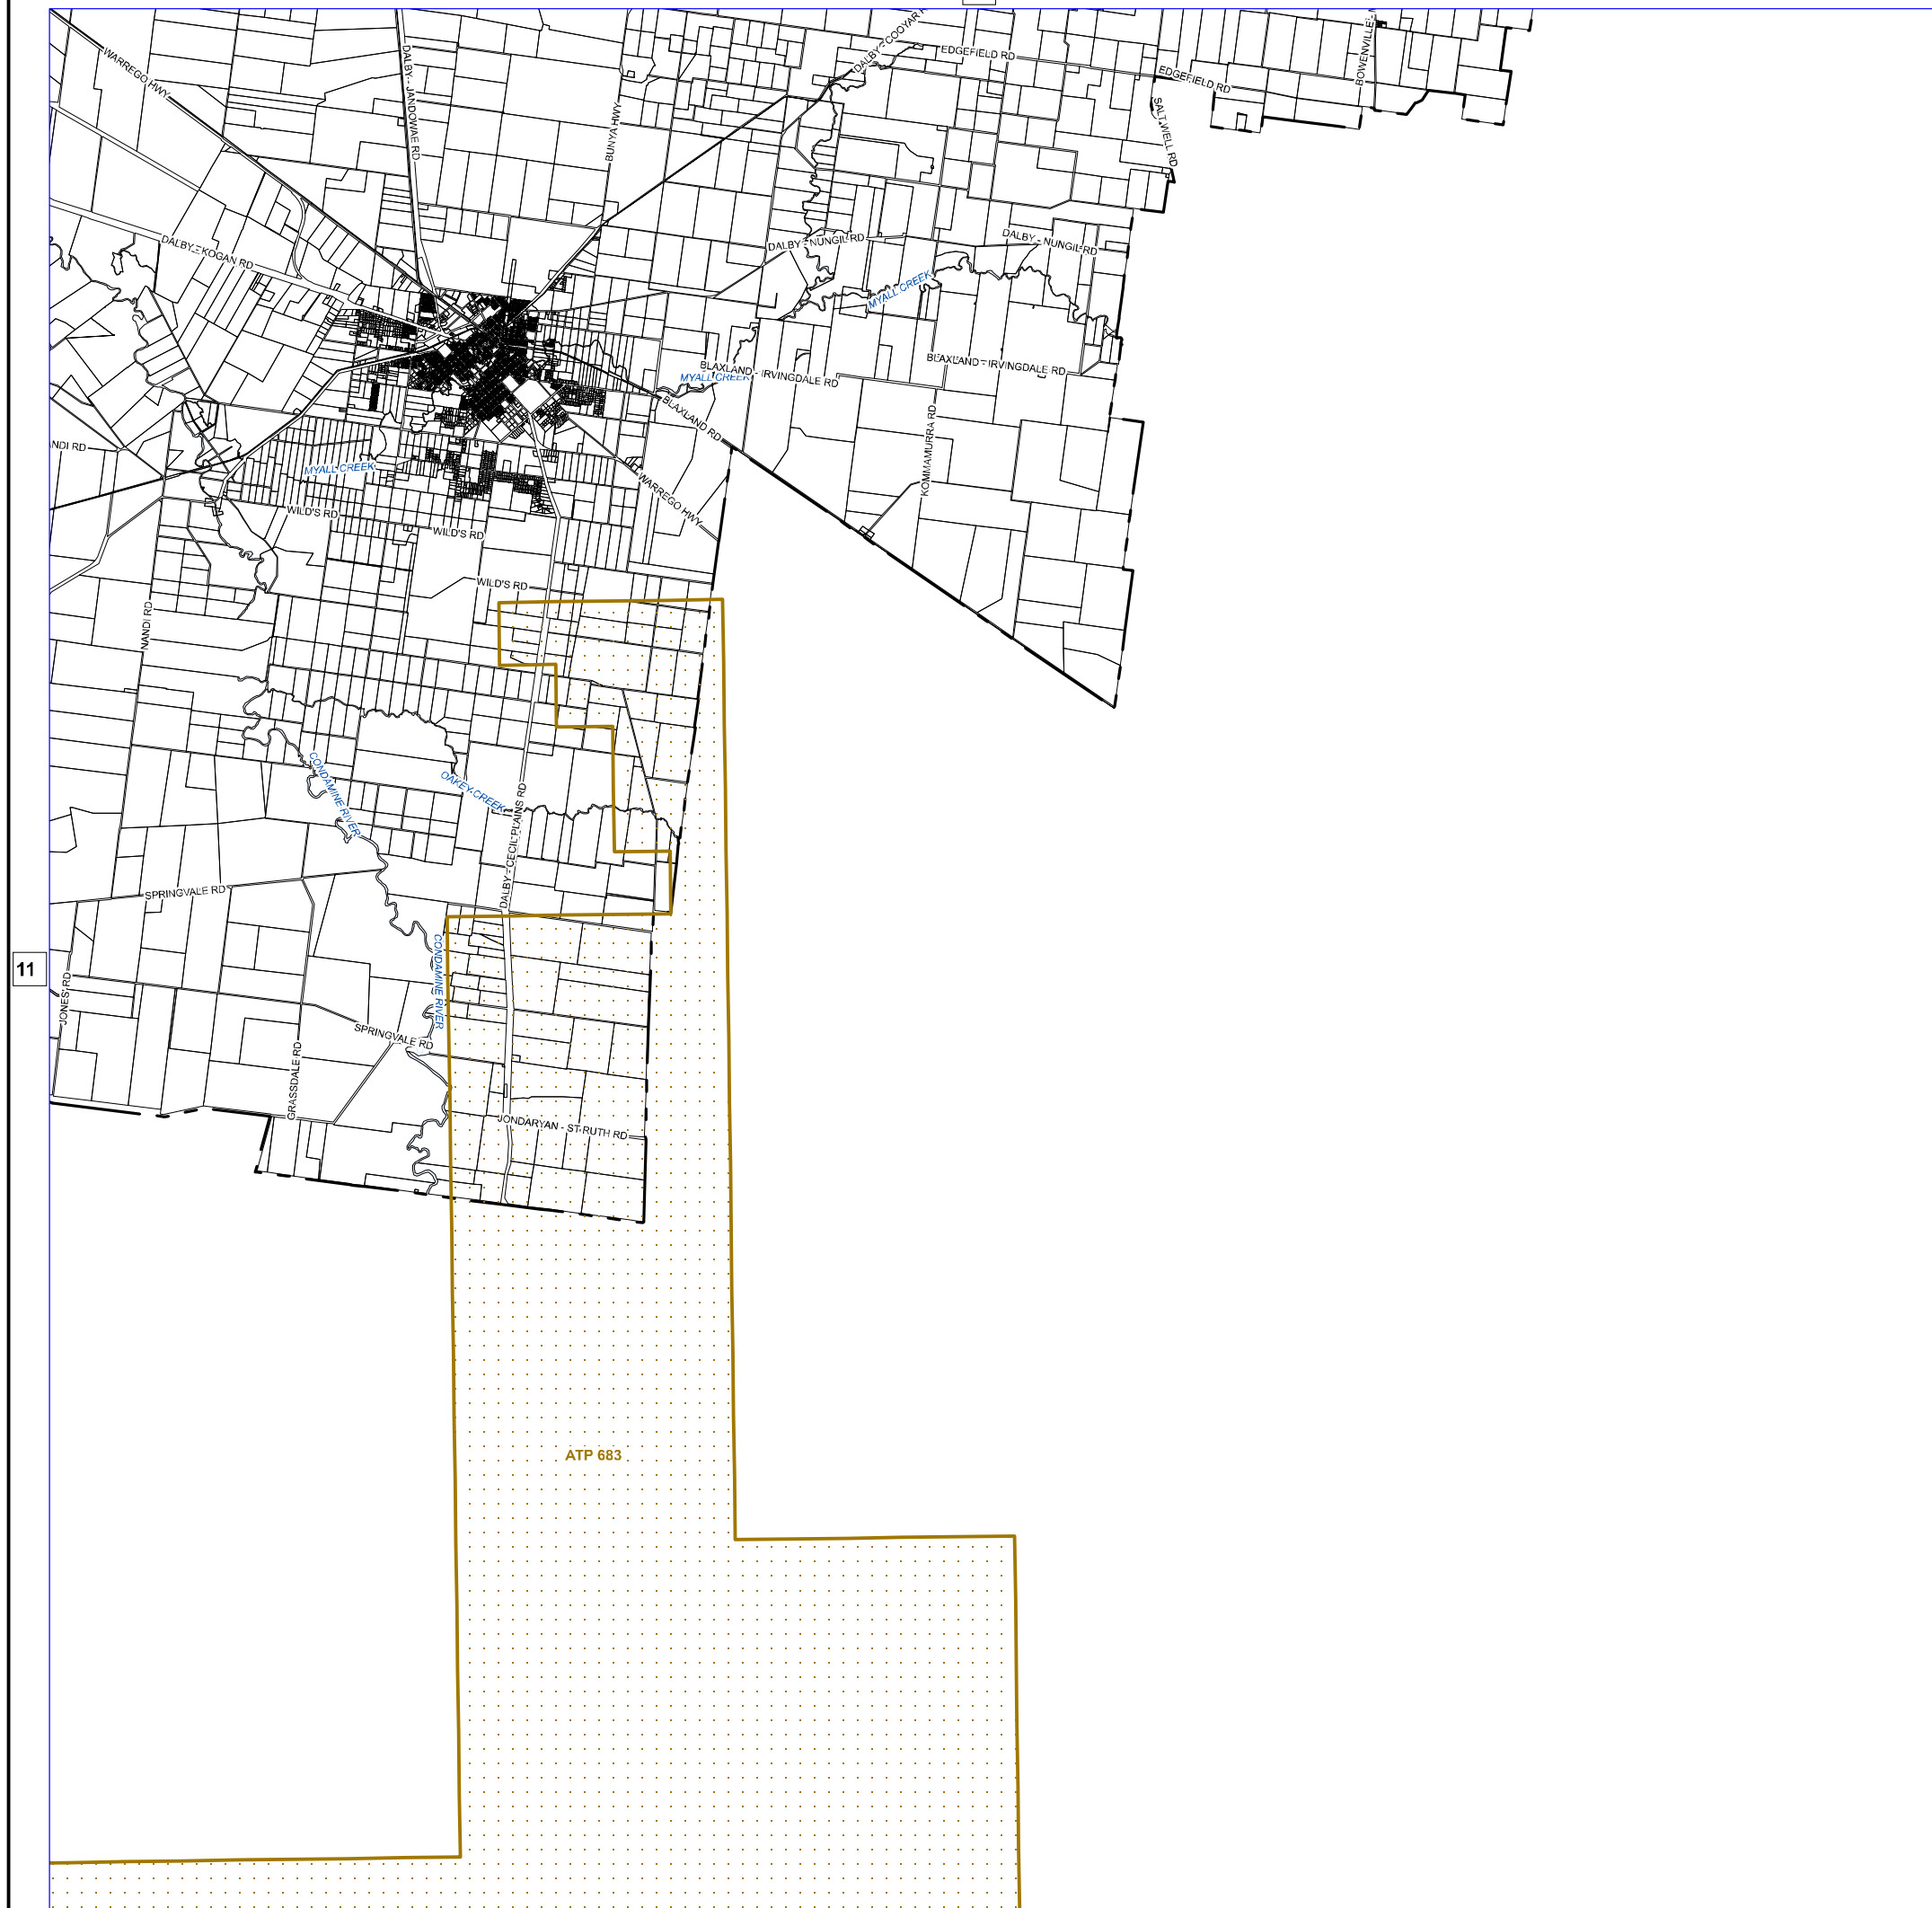 DALBY - COOYAR R
BOWENVILLE -
EDGEFIELD RD
WARREGO HWY
DALBY - JANDOWAE RD
EDGEFIELD RD
BUNYA HWY
SALT WELL RD
DALBY - KOGAN RD
DALBY - NUNGIL RD
DALBY - NUNGIL RD
MYALL CREEK
BLAXLAND - IRVINGDALE RD
BLAXLAND - IRVINGDALE RD
MYALL CREEK
BLAXLAND RD
KOMMAMURRA RD
ANDI RD
MYALL CREEK
WARREGO HWY
WILD'S RD
WILD'S RD
WILD'S RD
NANDI RD
CONDAMINE RIVER
OAKEY CREEK
DALBY - CECIL PLAINS RD
SPRINGVALE RD
11
CONDAMINE RIVER
JONES' RD
SPRINGVALE RD
GRASSDALE RD
JONDARYAN - ST RUTH RD
ATP 683